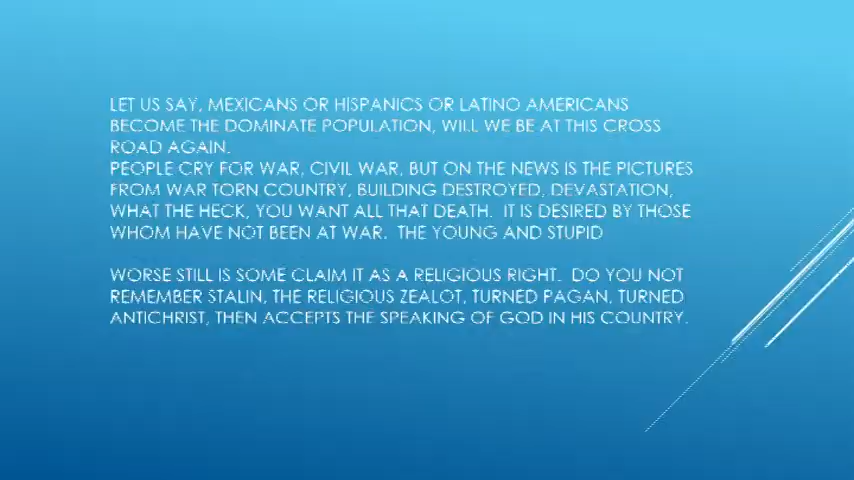 LET US SAY, MEXICANS OR HISPANICS OR LATINO AMERICANS
BECOME THE DOMINATE POPULATION, WILL WE BE AT THIS CROSS
ROAD AGAIN.
PEOPLE CRY FOR WAR, CIVIL WAR, BUT ON THE NEWS IS THE PICTURES
FROM WAR TORN COUNTRY, BUILDING DESTROYED, DEVASTATION,
WHAT THE HECK, YOU WANT ALL THAT DEATH.  IT IS DESIRED BY THOSE
WHOM HAVE NOT BEEN AT WAR.  THE YOUNG AND STUPID
WORSE STILL IS SOME CLAIM IT AS A RELIGIOUS RIGHT.  DO YOU NOT
REMEMBER STALIN, THE RELIGIOUS ZEALOT, TURNED PAGAN, TURNED
ANTICHRIST, THEN ACCEPTS THE SPEAKING OF GOD IN HIS COUNTRY.